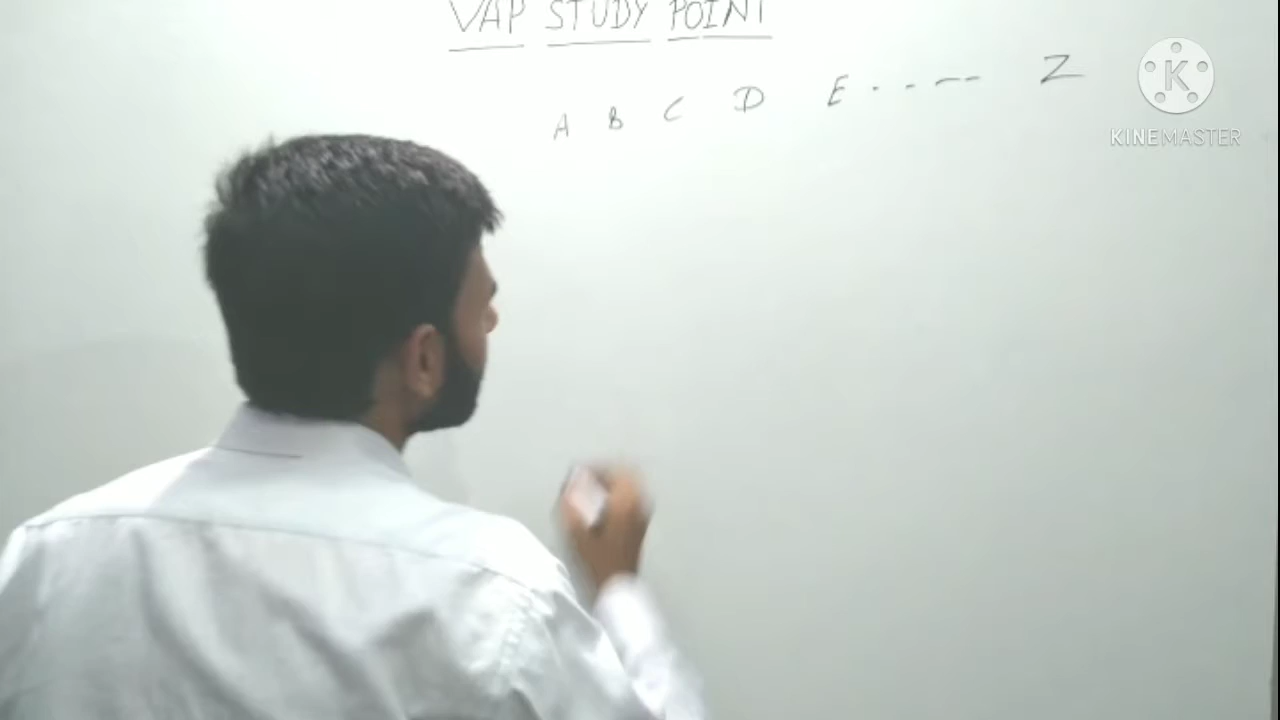 VAP STUDY POINT
A B C D E . . - - - Z
K
KINEMASTER